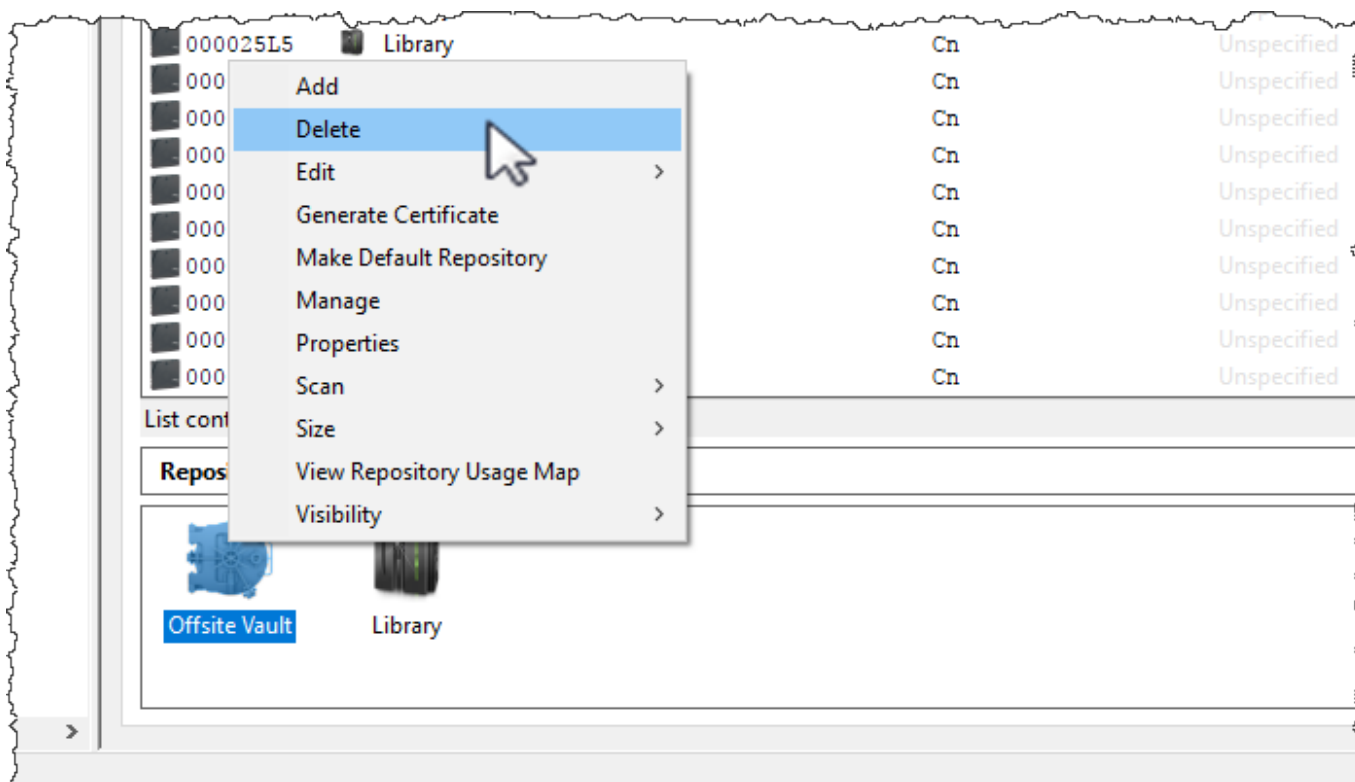 000025L5 Library Cn Unspecified
000 Cn Unspecified
Add
000 Cn Unspecified
Delete
000 Cn Unspecified
Edit
000 Cn Unspecified
Generate Certificate
000 Cn Unspecified
Make Default Repository
000 Cn Unspecified
Manage
000 Cn Unspecified
Properties
000 Cn Unspecified
Scan
000 Cn Unspecified
List cont
Size
Repos
View Repository Usage Map
Visibility
Offsite Vault Library